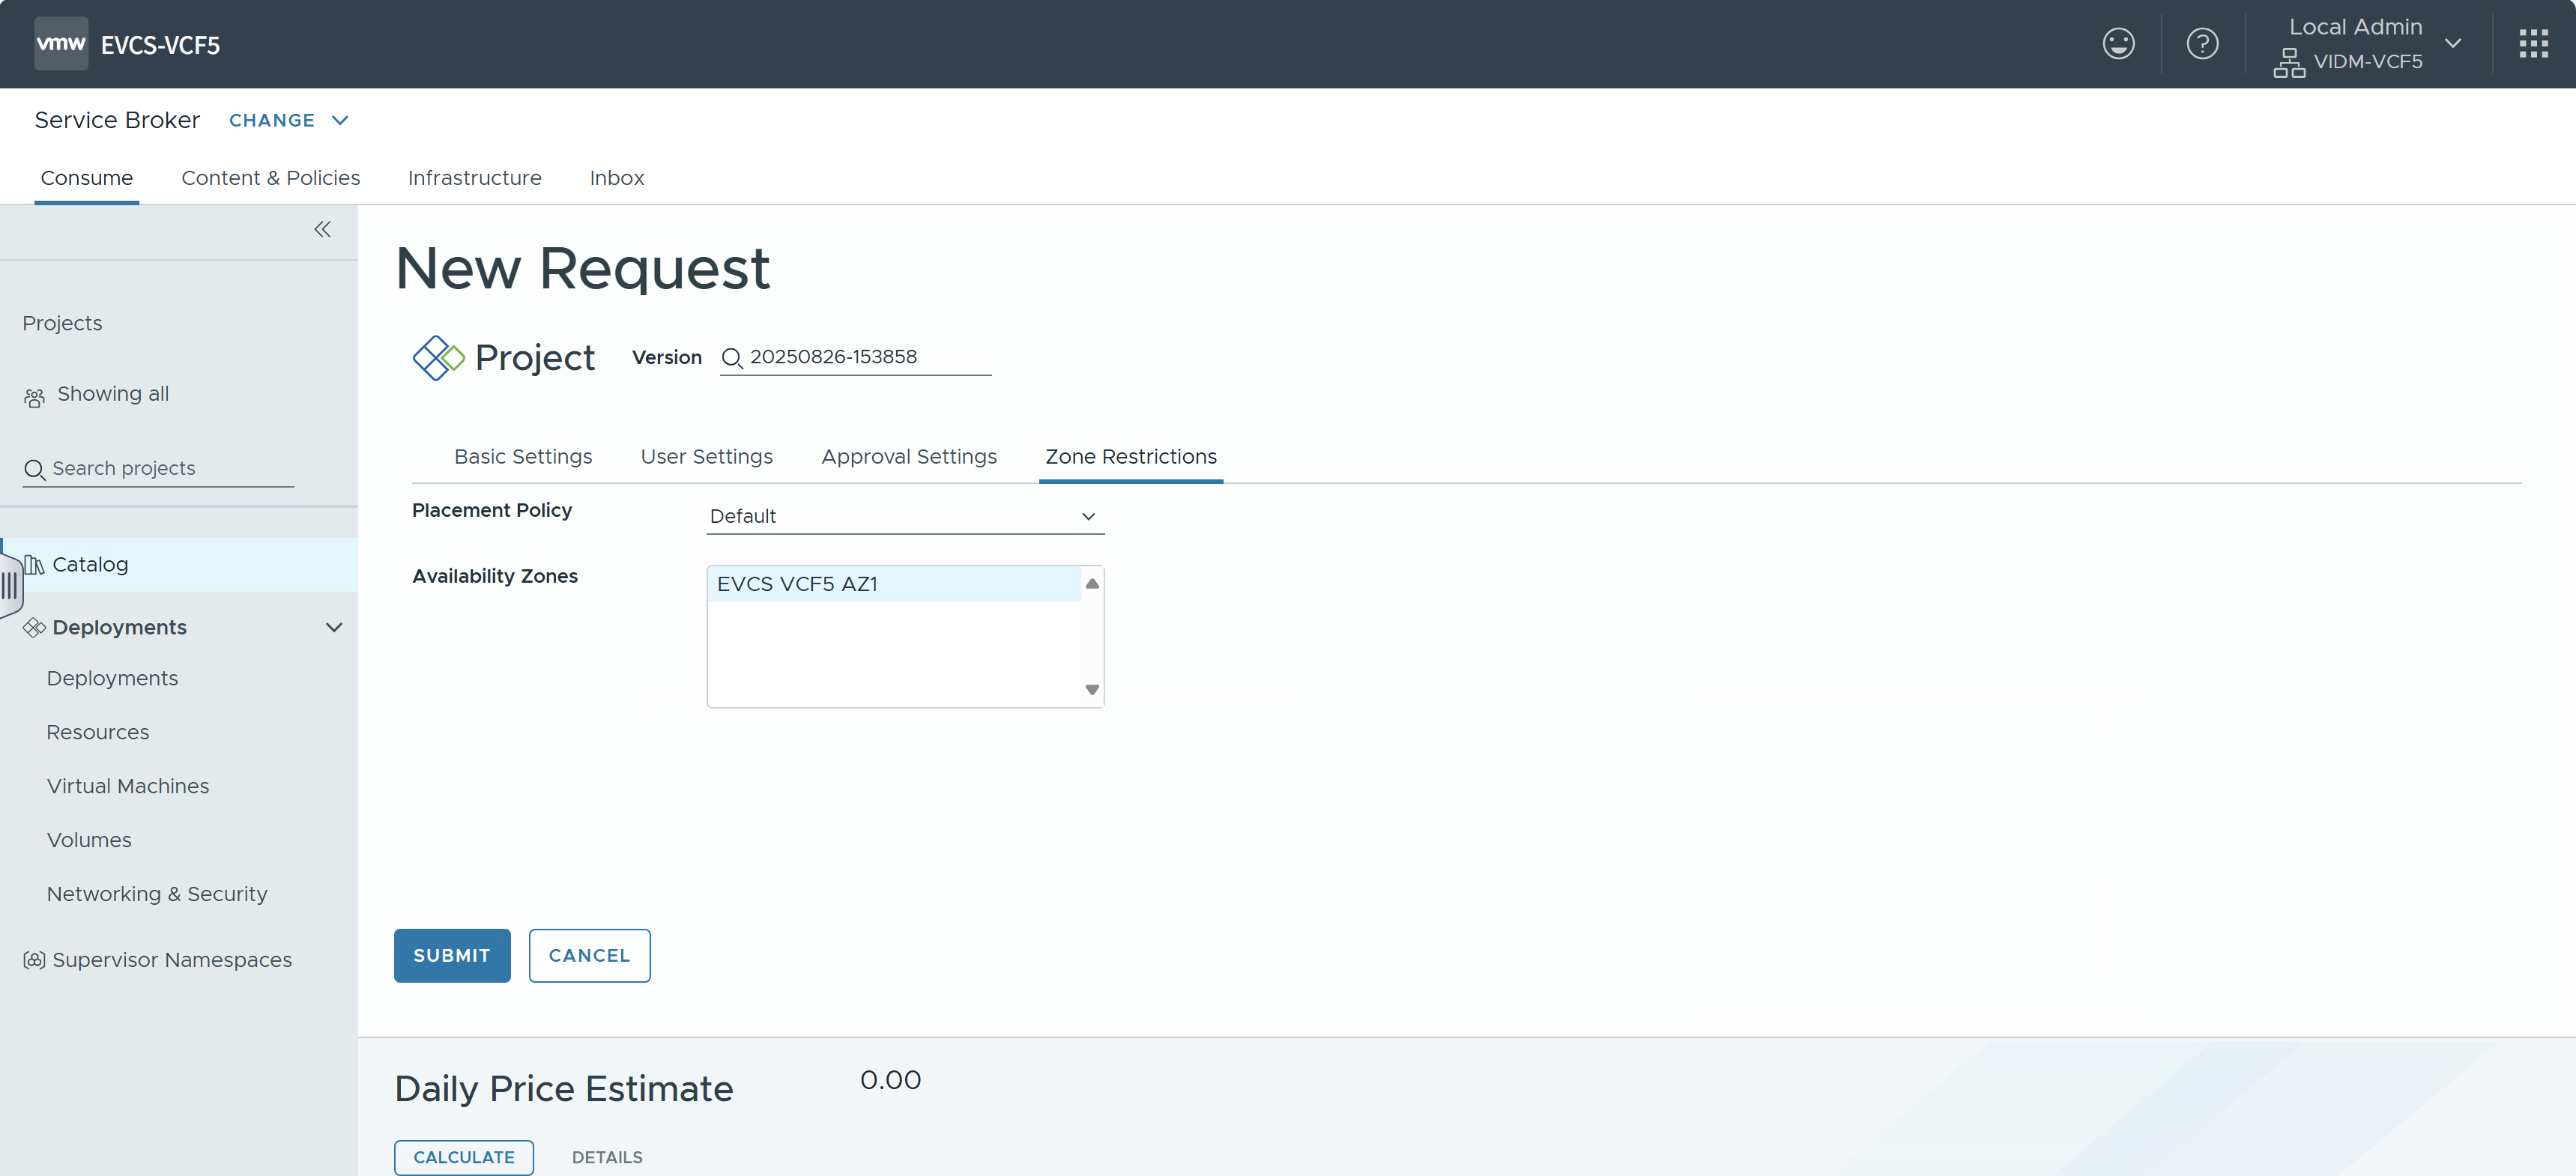 vmw EVCS-VCF5
Local Admin
VIDM-VCF5
Service Broker CHANGE
Consume Content & Policies Infrastructure Inbox
Projects
Showing all
Search projects
Catalog
Deployments
Deployments
Resources
Virtual Machines
Volumes
Networking & Security
Supervisor Namespaces
New Request
Project Version 20250826-153858
Basic Settings User Settings Approval Settings Zone Restrictions
Placement Policy Default
Availability Zones EVCS VCF5 AZ1
SUBMIT CANCEL
Daily Price Estimate 0.00
CALCULATE DETAILS